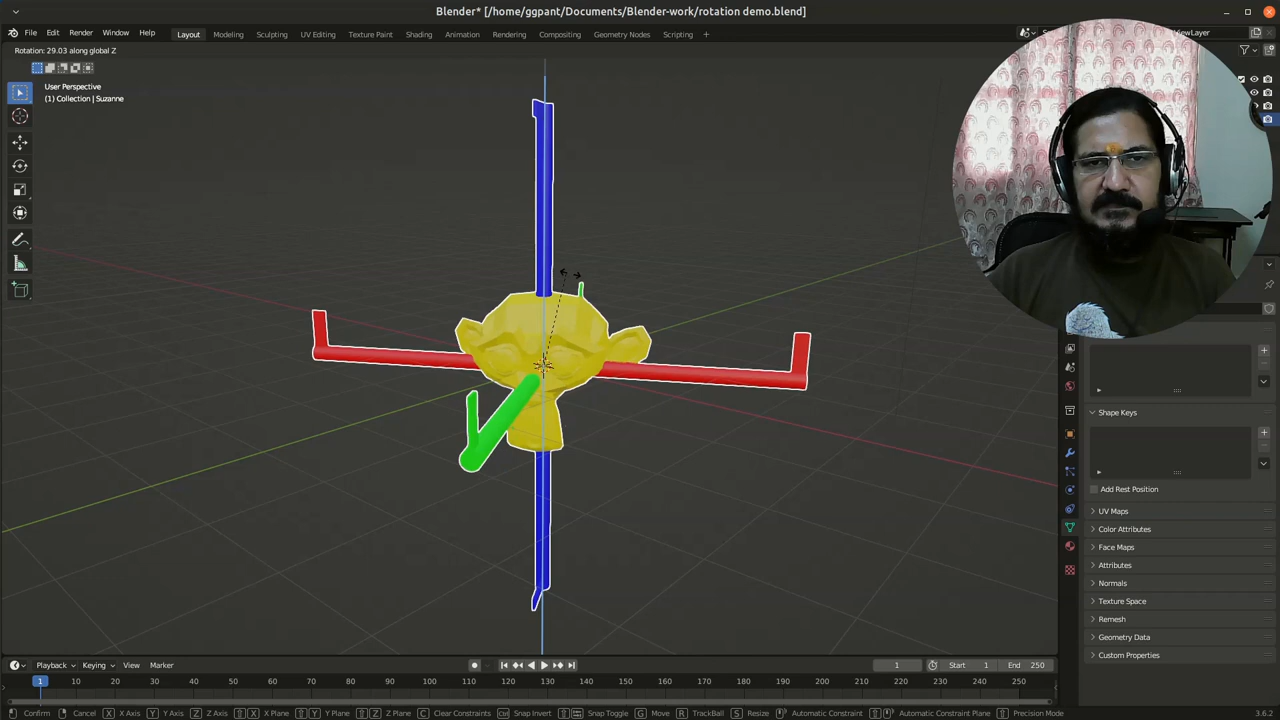 Blender* [/home/ggpant/Documents/Blender-work/rotation demo.blend]
File Edit Render Window Help Layout Modeling Sculpting UV Editing Texture Paint Shading Animation Rendering Compositing Geometry Nodes Scripting + ViewLayer
Rotation: 29.03 along global Z
User Perspective
(1) Collection | Suzanne
Shape Keys
Add Rest Position
UV Maps
Color Attributes
Face Maps
Attributes
Normals
Texture Space
Remesh
Geometry Data
Custom Properties
Playback Keying View Marker 1 Start 1 End 250
1 10 20 30 40 50 60 70 80 90 100 110 120 130 140 150 160 170 180 190 200 210 220 230 240 250
Confirm Cancel X X Axis Y Y Axis Z Z Axis X X Plane Y Y Plane Z Z Plane C Clear Constraints Ctrl Snap Invert Snap Toggle G Move R TrackBall S Resize Automatic Constraint Automatic Constraint Plane Precision Mode 3.6.2